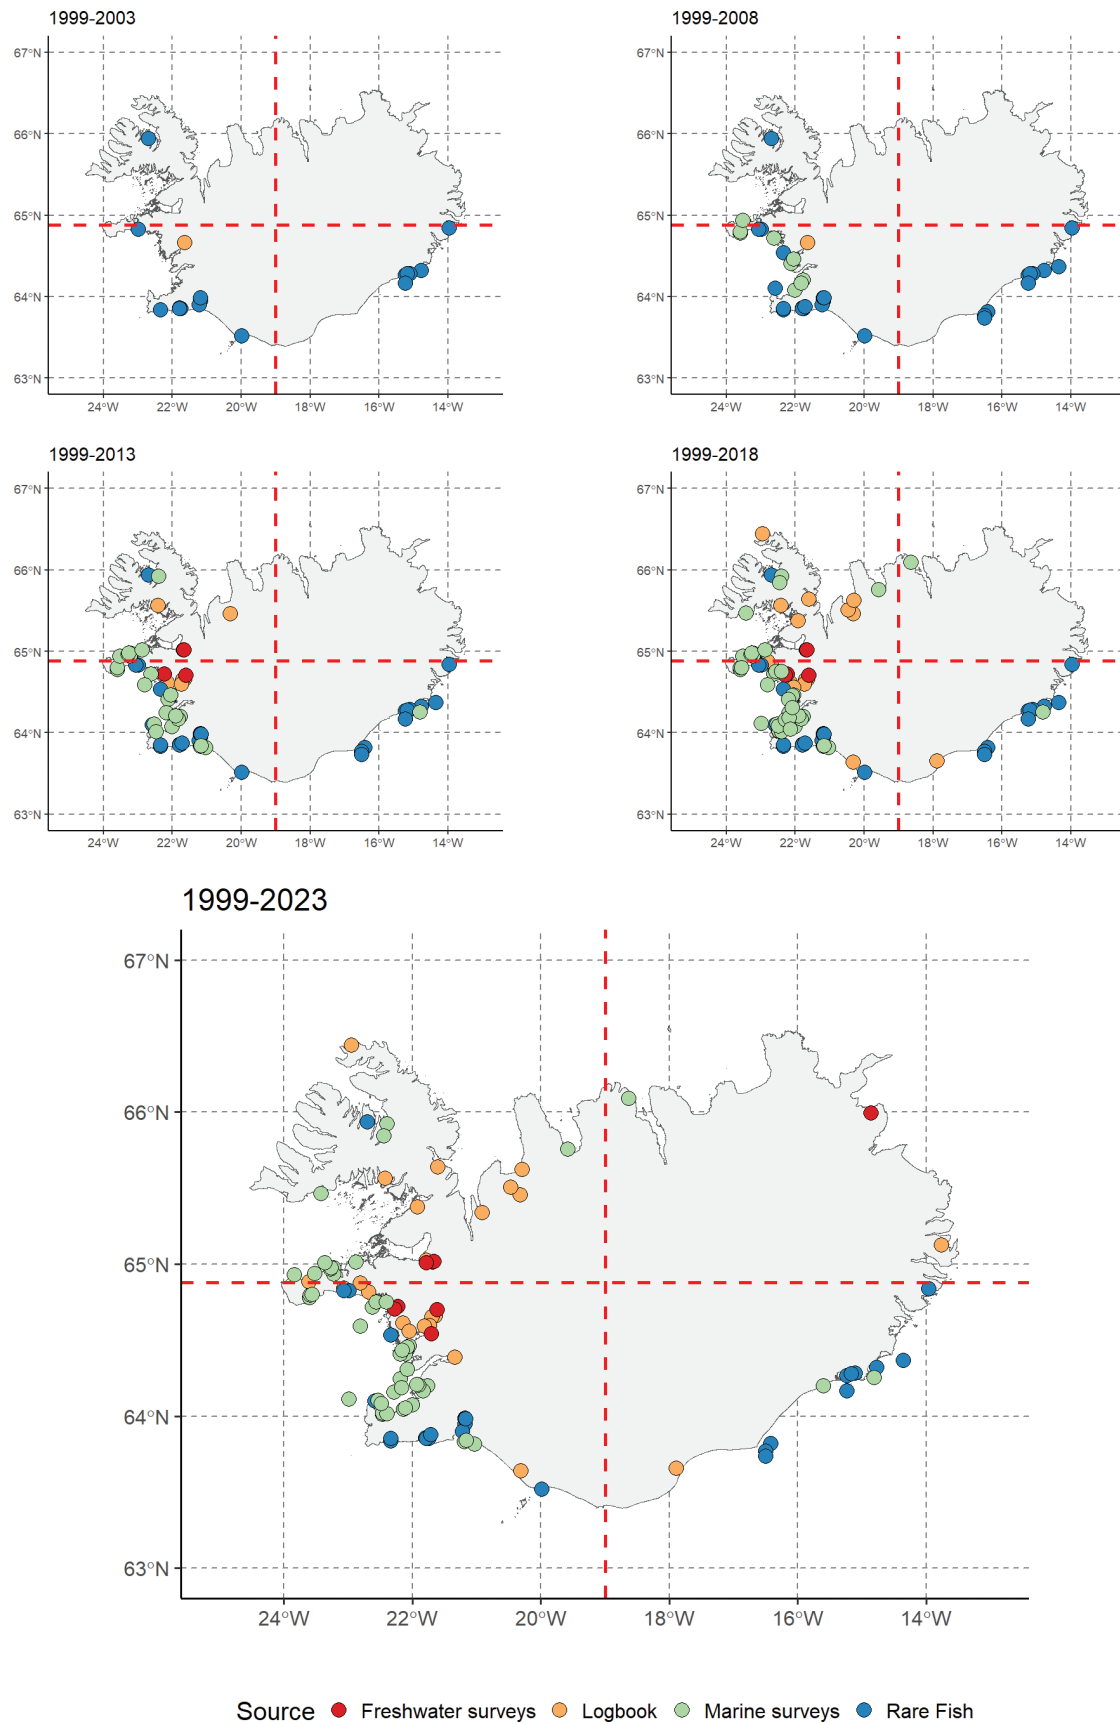 1999-2003 1999-2008
67°N 67°N
66°N 66°N
65°N 65°N
64°N 64°N
63°N 63°N
24°W 22°W 20°W 18°W 16°W 14°W 24°W 22°W 20°W 18°W 16°W 14°W
1999-2013 1999-2018
67°N 67°N
66°N 66°N
65°N 65°N
64°N 64°N
63°N 63°N
24°W 22°W 20°W 18°W 16°W 14°W 24°W 22°W 20°W 18°W 16°W 14°W
1999-2023
67°N
66°N
65°N
64°N
63°N
24°W 22°W 20°W 18°W 16°W 14°W
Source Freshwater surveys Logbook Marine surveys Rare Fish